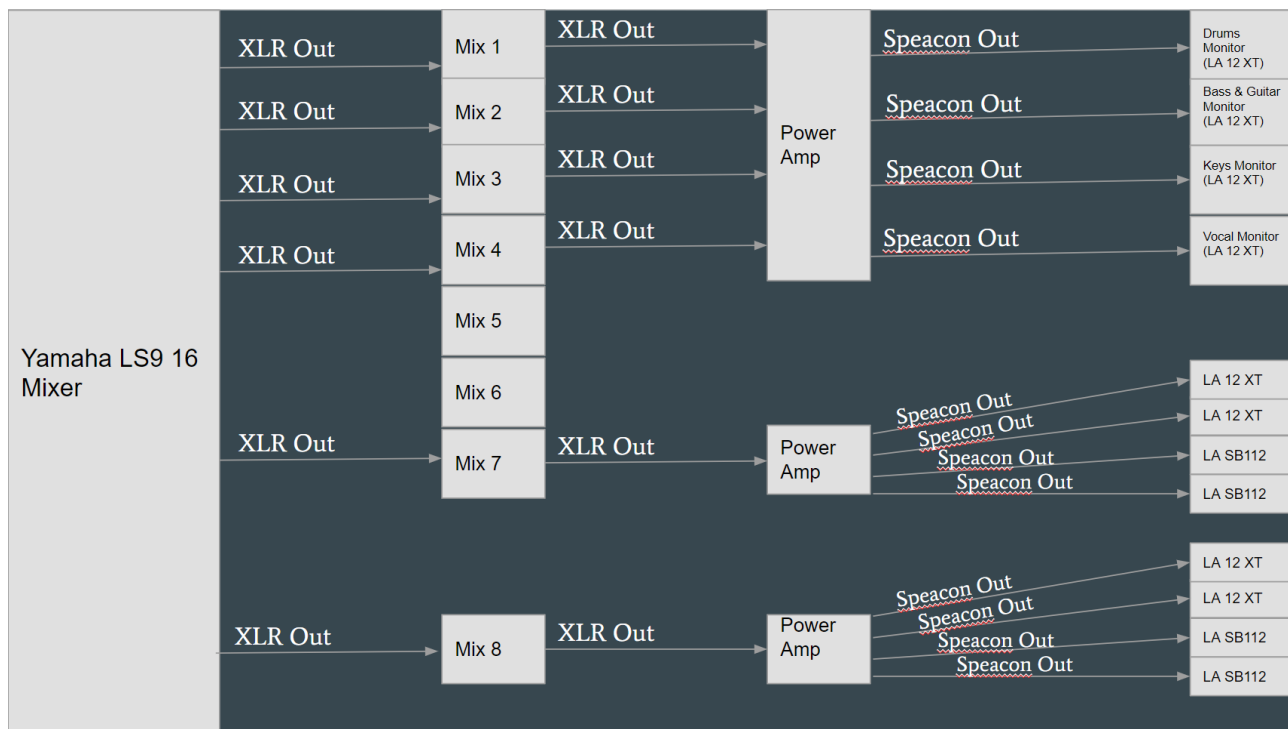 XLR Out
Mix 1
XLR Out
Speacon Out
Drums
Monitor
(LA 12 XT)
XLR Out
Mix 2
XLR Out
Speacon Out
Bass & Guitar
Monitor
(LA 12 XT)
Power
Amp
XLR Out
Mix 3
XLR Out
Speacon Out
Keys Monitor
(LA 12 XT)
XLR Out
Mix 4
XLR Out
Speacon Out
Vocal Monitor
(LA 12 XT)
Mix 5
Yamaha LS9 16
Mixer
Mix 6
XLR Out
Mix 7
XLR Out
Power
Amp
Speacon Out
LA 12 XT
Speacon Out
LA 12 XT
Speacon Out
LA SB112
Speacon Out
LA SB112
XLR Out
Mix 8
XLR Out
Power
Amp
Speacon Out
LA 12 XT
Speacon Out
LA 12 XT
Speacon Out
LA SB112
Speacon Out
LA SB112